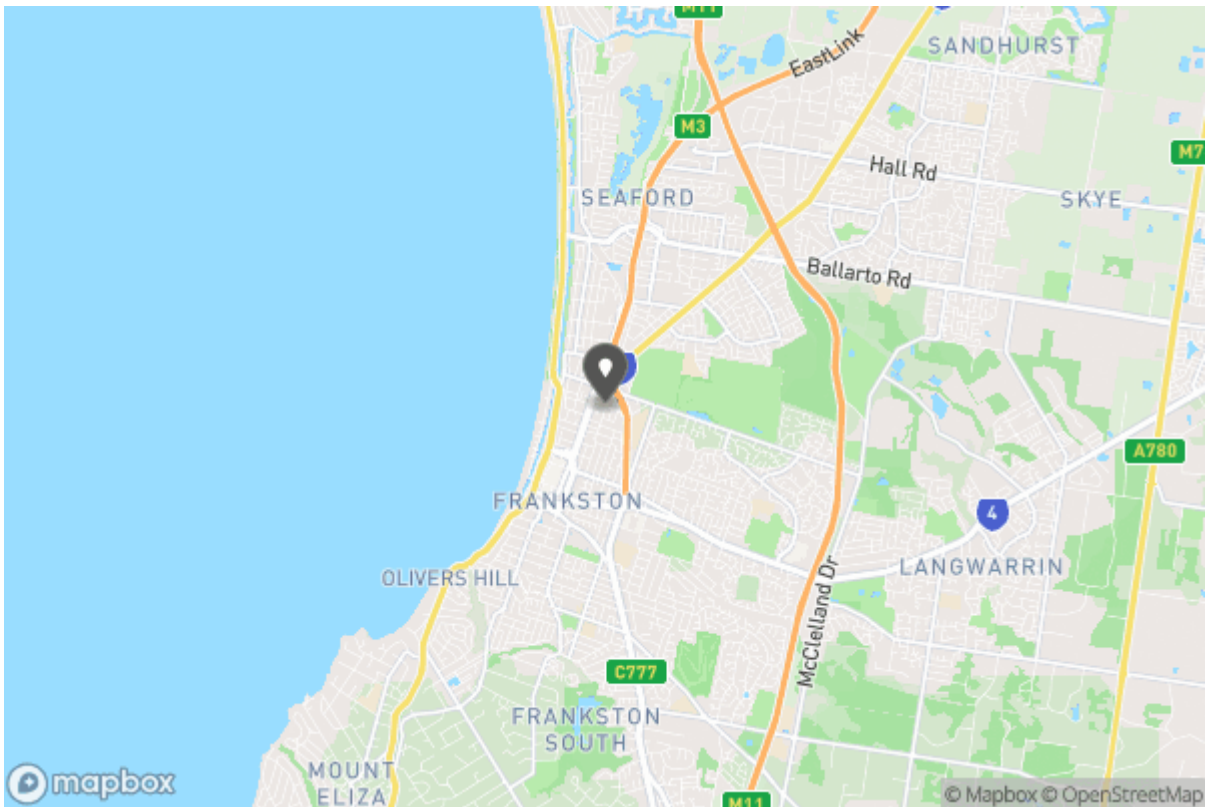 M11
SANDHURST
EastLink
M3
Hall Rd
M7
SEAFORD
SKYE
Ballarto Rd
A780
FRANKSTON
4
OLIVERS HILL
LANGWARRIN
McClelland Dr
C777
FRANKSTON
SOUTH
MOUNT
ELIZA
mapbox
M11
© Mapbox © OpenStreetMap